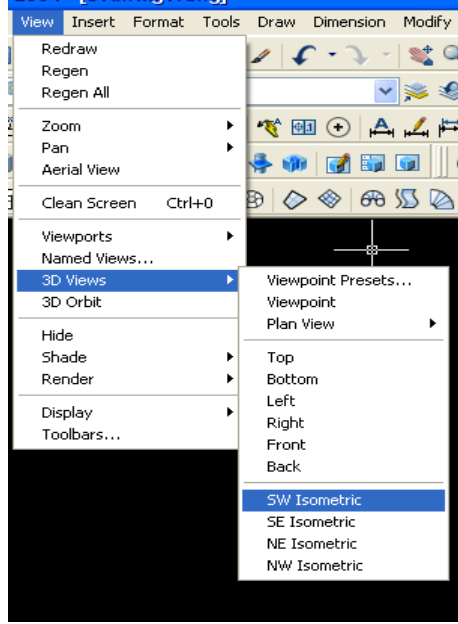 View Insert Format Tools Draw Dimension Modify
Redraw
Regen
Regen All
Zoom
Pan
Aerial View
Clean Screen Ctrl+0
Viewports
Named Views...
3D Views
3D Orbit
Hide
Shade
Render
Display
Toolbars...
Viewpoint Presets...
Viewpoint
Plan View
Top
Bottom
Left
Right
Front
Back
SW Isometric
SE Isometric
NE Isometric
NW Isometric